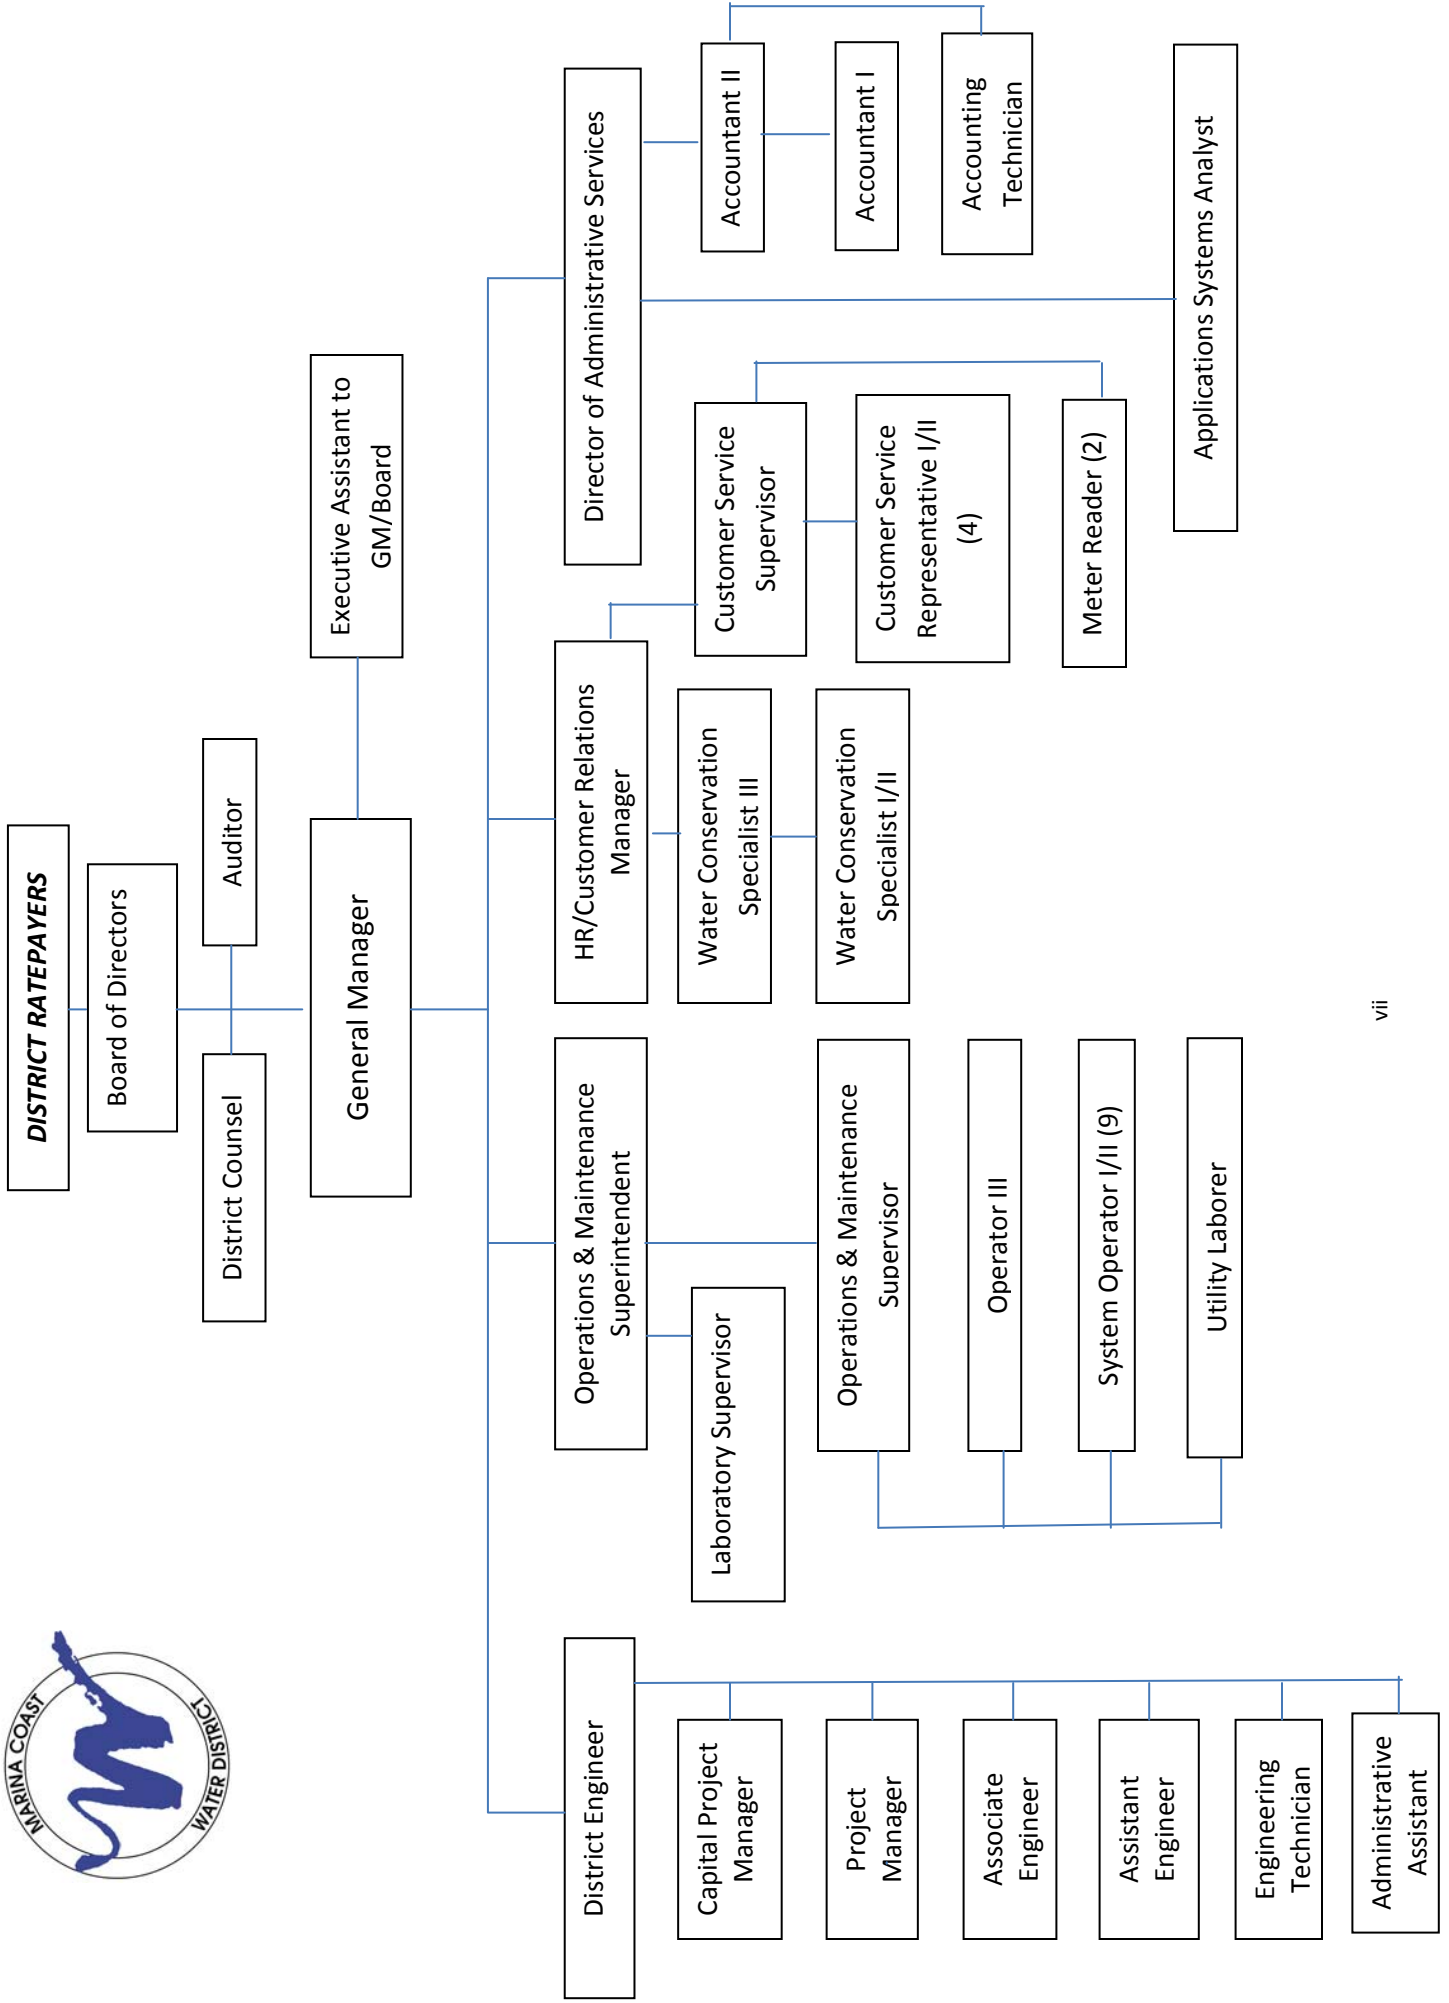 MARINA COAST
WATER DISTRICT
DISTRICT RATEPAYERS
Board of Directors
District Counsel
Auditor
General Manager
Executive Assistant to
GM/Board
District Engineer
Capital Project
Manager
Project
Manager
Associate
Engineer
Assistant
Engineer
Engineering
Technician
Administrative
Assistant
Operations & Maintenance
Superintendent
Laboratory Supervisor
Operations & Maintenance
Supervisor
Operator III
System Operator I/II (9)
Utility Laborer
HR/Customer Relations
Manager
Water Conservation
Specialist III
Water Conservation
Specialist I/II
Customer Service
Supervisor
Customer Service
Representative I/II
(4)
Meter Reader (2)
Director of Administrative Services
Accountant II
Accountant I
Accounting
Technician
Applications Systems Analyst
vii